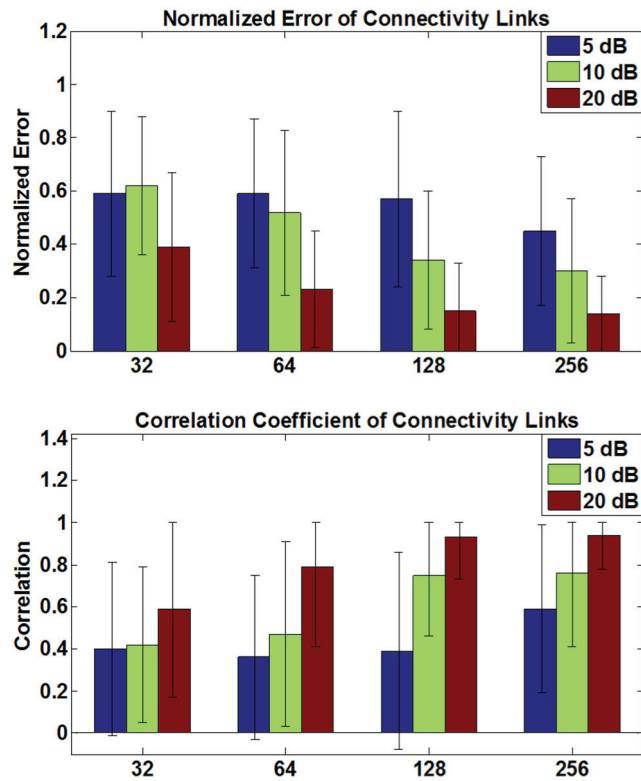 Normalized Error of Connectivity Links
1.2
1
0.8
0.6
0.4
0.2
0
Normalized Error
5 dB
10 dB
20 dB
32 64 128 256
Correlation Coefficient of Connectivity Links
1.4
1.2
1
0.8
0.6
0.4
0.2
0
Correlation
5 dB
10 dB
20 dB
32 64 128 256